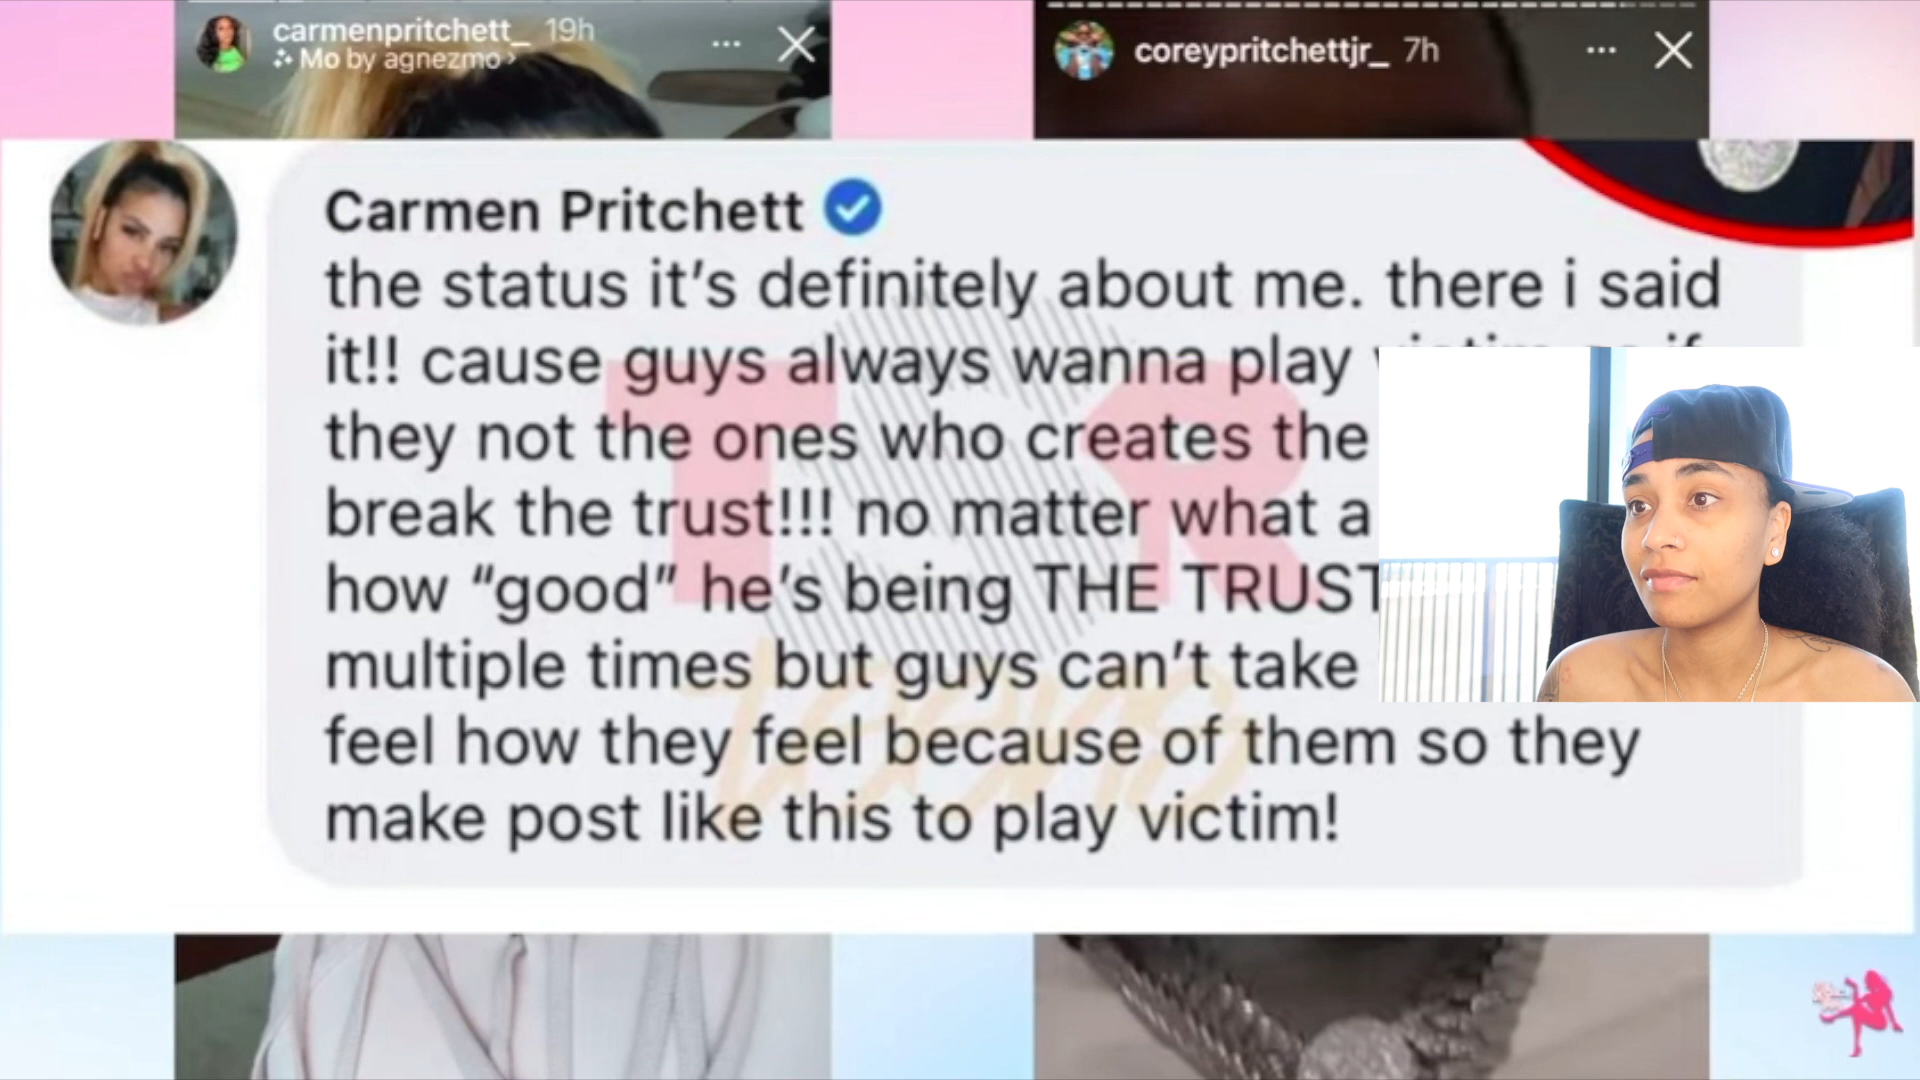 carmenpritchett_ 19h
Mo by agnezmo >
coreypritchettjr_ 7h
Carmen Pritchett
the status it’s definitely about me. there i said
it!! cause guys always wanna play
they not the ones who creates the
break the trust!!! no matter what a
how “good” he’s being THE TRUST
multiple times but guys can’t take
feel how they feel because of them so they
make post like this to play victim!
TSR